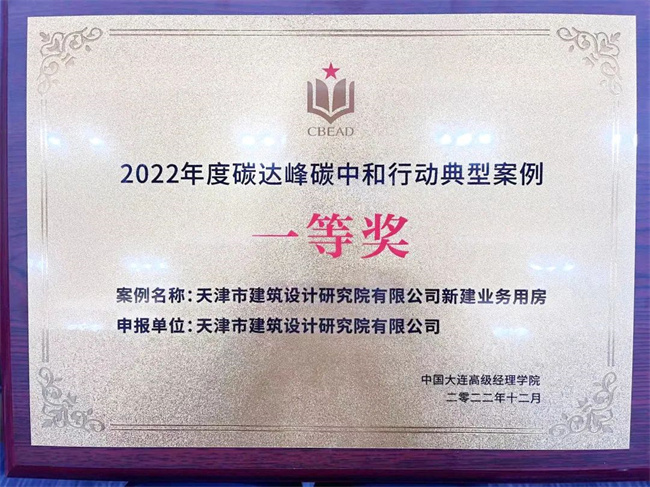 CBEAD
2022年度碳达峰碳中和行动典型案例
一等奖
案例名称：天津市建筑设计研究院有限公司新建业务用房
申报单位：天津市建筑设计研究院有限公司
中国大连高级经理学院
二零二二年十二月